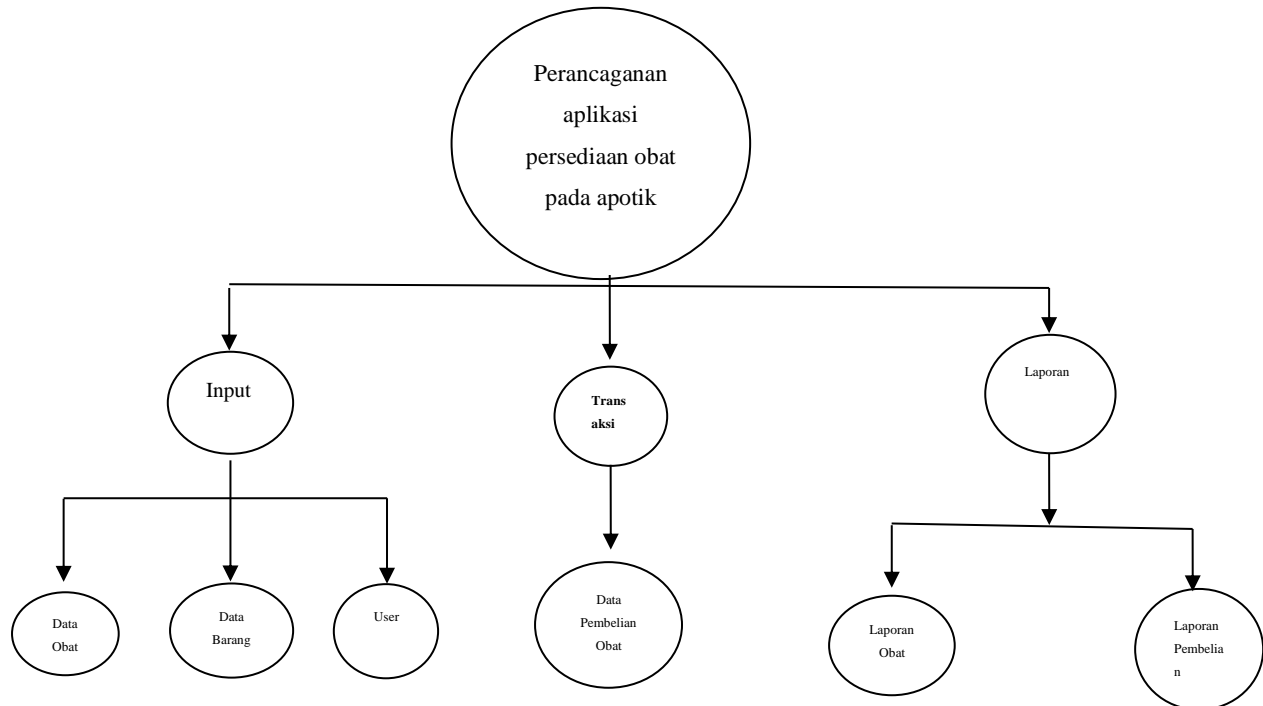 Perancaganan
aplikasi
persediaan obat
pada apotik
Input
Trans
aksi
Laporan
Data
Obat
Data
Barang
User
Data
Pembelian
Obat
Laporan
Obat
Laporan
Pembelia
n